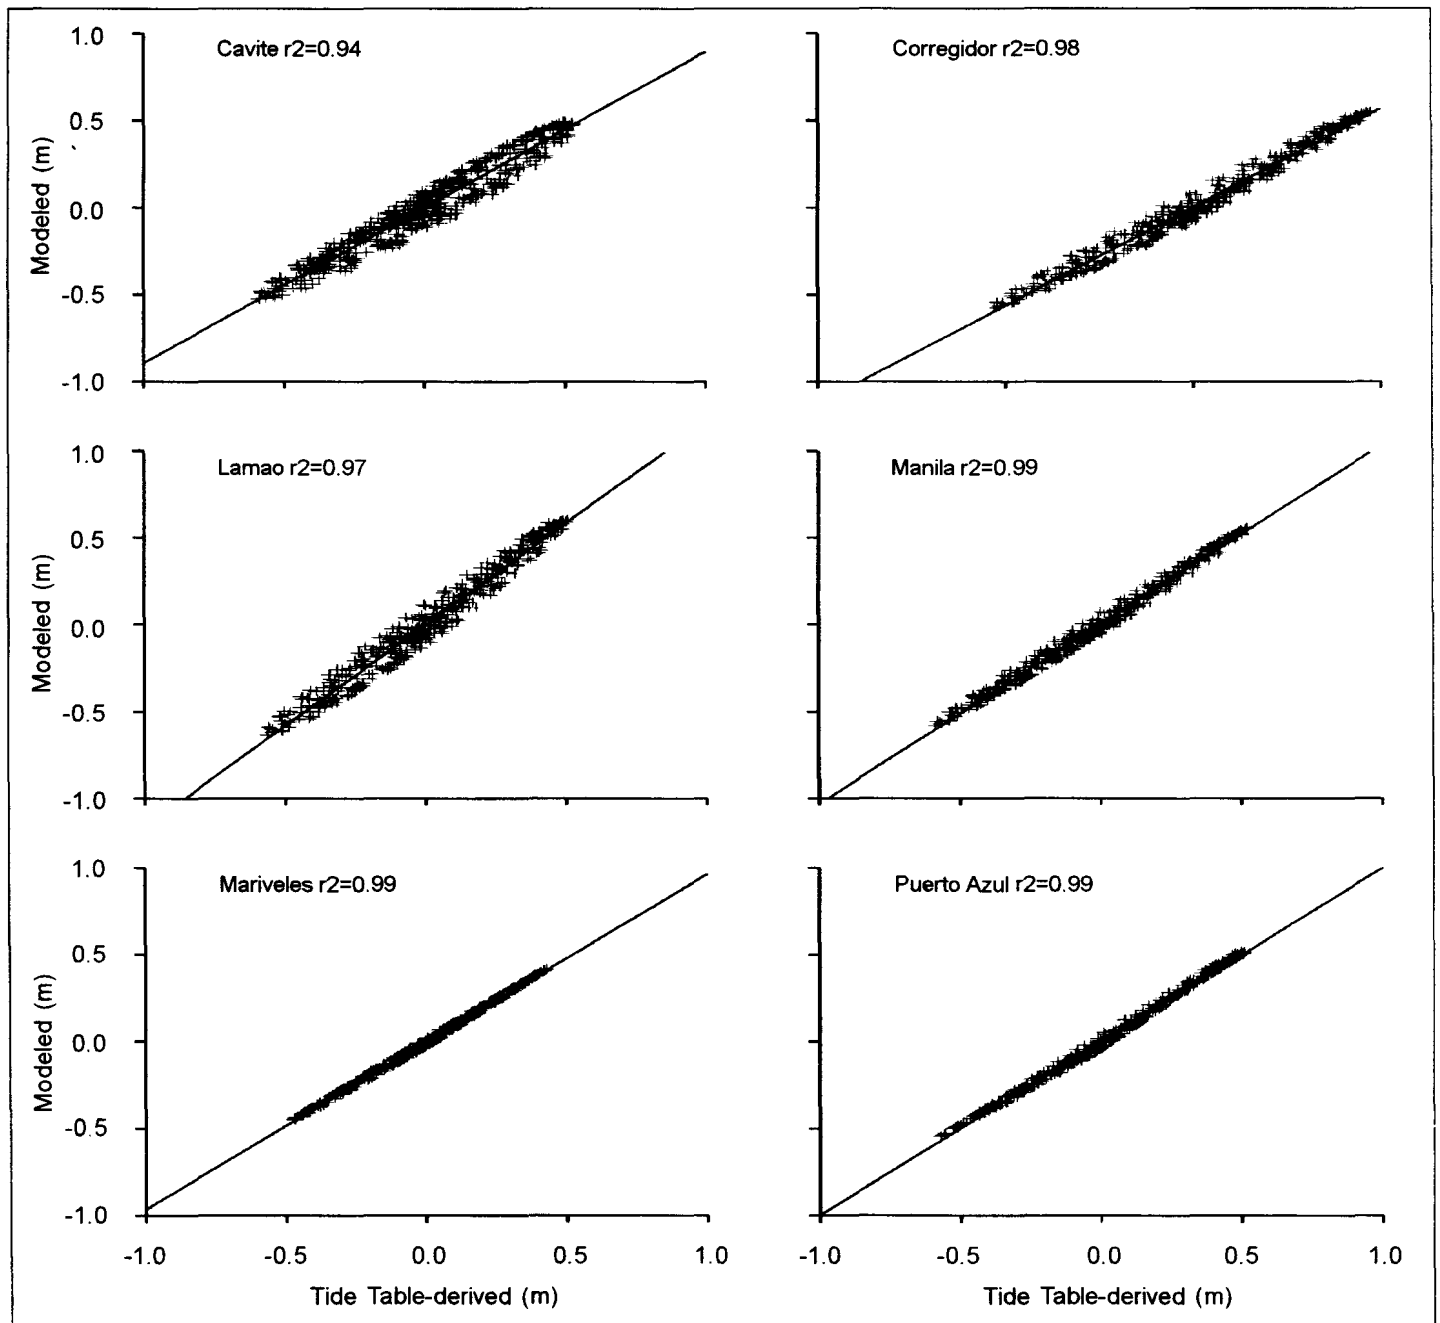 Cavite r2=0.94
Corregidor r2=0.98
1.0
0.5
0.0
-0.5
-1.0
Modeled (m)
Lamao r2=0.97
Manila r2=0.99
1.0
0.5
0.0
-0.5
-1.0
Modeled (m)
Mariveles r2=0.99
Puerto Azul r2=0.99
1.0
0.5
0.0
-0.5
-1.0
Modeled (m)
-1.0 -0.5 0.0 0.5 1.0
-1.0 -0.5 0.0 0.5 1.0
Tide Table-derived (m)
Tide Table-derived (m)